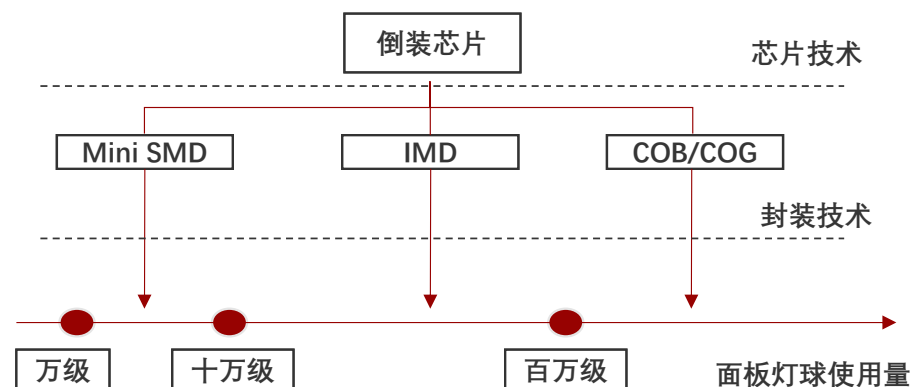 倒装芯片
芯片技术
Mini SMD
IMD
COB/COG
封装技术
万级
十万级
百万级
面板灯球使用量